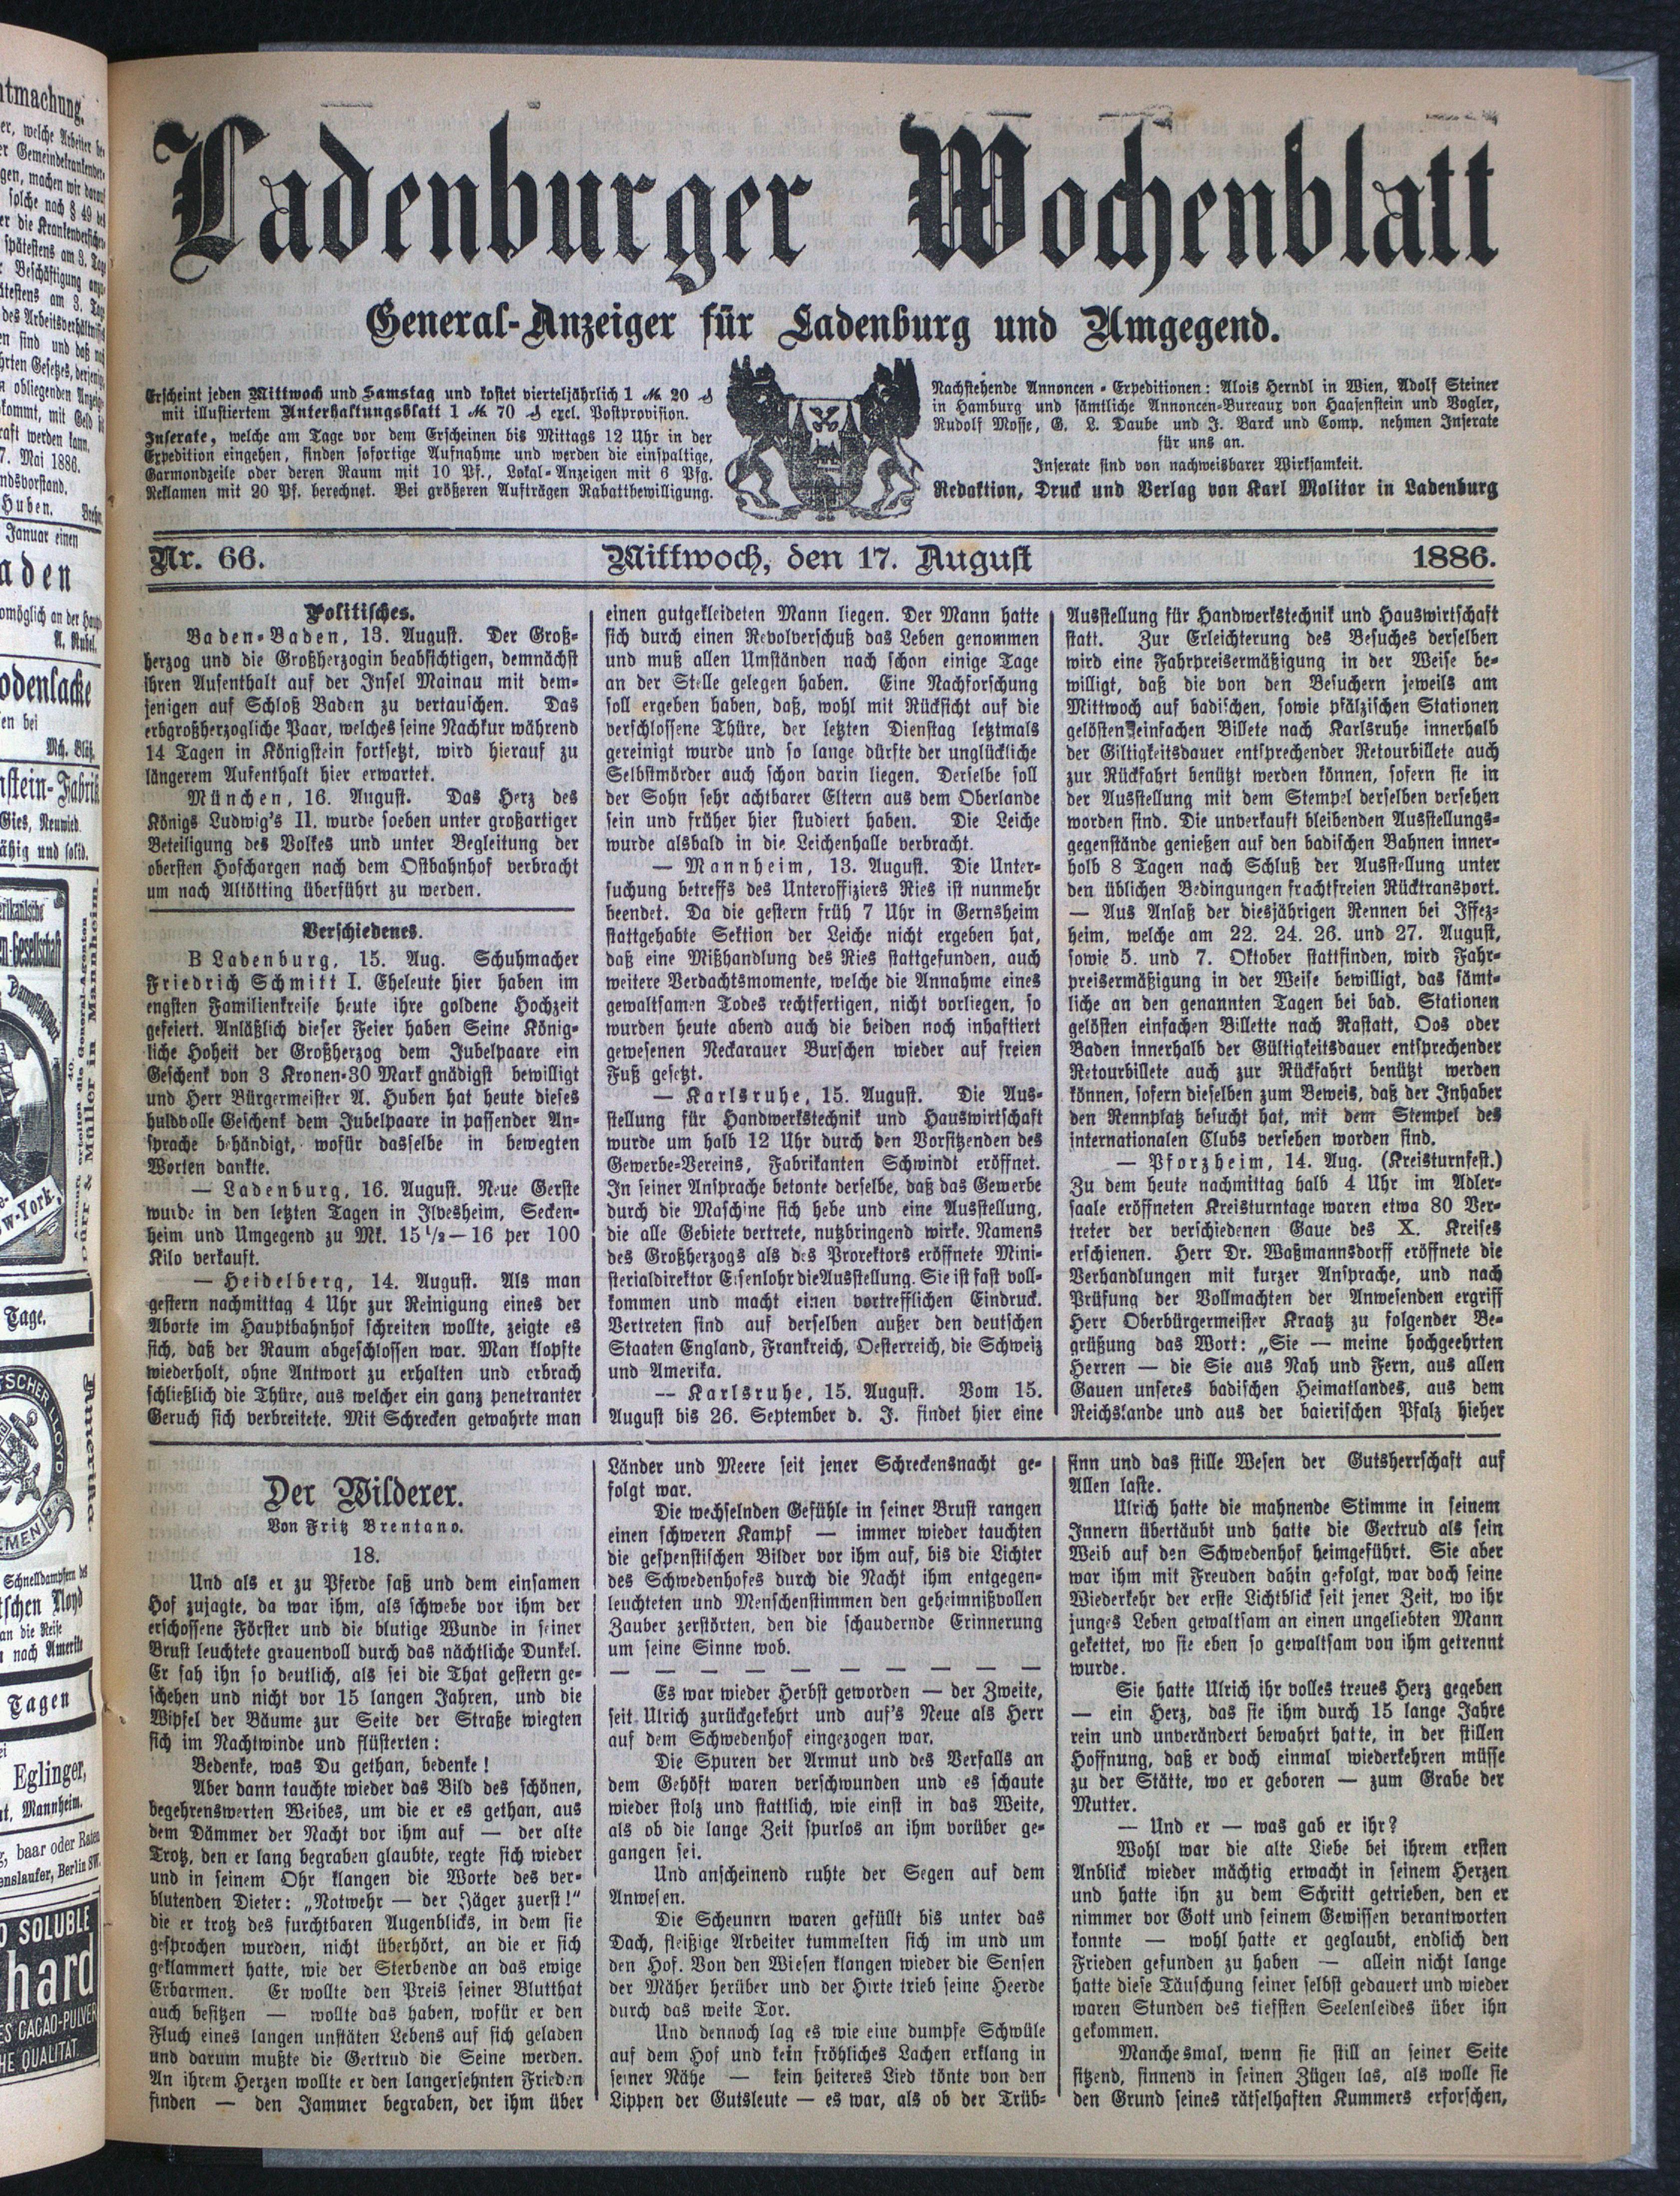 Ladenburger Wochenblatt
General-Anzeiger für Ladenburg und Umgegend.
Erscheint jeden Mittwoch und Samstag und kostet vierteljährlich 1 ℳ 20 ₰
mit illustriertem Unterhaltungsblatt 1 ℳ 70 ₰ excl. Postprovision.
Inserate, welche am Tage vor dem Erscheinen bis Mittags 12 Uhr in der
Expedition eingehen, finden sofortige Aufnahme und werden die einspaltige,
Garmondzeile oder deren Raum mit 10 Pf., Lokal-Anzeigen mit 6 Pfg.
Reklamen mit 20 Pf. berechnet. Bei größeren Aufträgen Rabattbewilligung.
Nachstehende Annoncen-Expeditionen: Alois Herndl in Wien, Adolf Steiner
in Hamburg und sämtliche Annoncen-Bureaux von Haasenstein und Vogler,
Rudolf Mosse, G. L. Daube und J. Barck und Comp. nehmen Inserate
für uns an.
Inserate sind von nachweisbarer Wirksamkeit.
Redaktion, Druck und Verlag von Karl Molitor in Ladenburg
Nr. 66.
Mittwoch, den 17. August
1886.
Politisches.
Baden-Baden, 13. August. Der Groß-
herzog und die Großherzogin beabsichtigen, demnächst
ihren Aufenthalt auf der Insel Mainau mit dem-
jenigen auf Schloß Baden zu vertauschen. Das
erbgroßherzogliche Paar, welches seine Nachkur während
14 Tagen in Königstein fortsetzt, wird hierauf zu
längerem Aufenthalt hier erwartet.
München, 16. August. Das Herz des
Königs Ludwig's II. wurde soeben unter großartiger
Beteiligung des Volkes und unter Begleitung der
obersten Hofchargen nach dem Ostbahnhof verbracht
um nach Altötting überführt zu werden.
Verschiedenes.
B Ladenburg, 15. Aug. Schuhmacher
Friedrich Schmitt I. Eheleute hier haben im
engsten Familienkreise heute ihre goldene Hochzeit
gefeiert. Anläßlich dieser Feier haben Seine König-
liche Hoheit der Großherzog dem Jubelpaare ein
Geschenk von 3 Kronen-30 Mark gnädigst bewilligt
und Herr Bürgermeister A. Huben hat heute dieses
huldvolle Geschenk dem Jubelpaare in passender An-
sprache behändigt, wofür dasselbe in bewegten
Worten dankte.
— Ladenburg, 16. August. Neue Gerste
wurde in den letzten Tagen in Ilvesheim, Secken-
heim und Umgegend zu Mk. 15½—16 per 100
Kilo verkauft.
— Heidelberg, 14. August. Als man
gestern nachmittag 4 Uhr zur Reinigung eines der
Aborte im Hauptbahnhof schreiten wollte, zeigte es
sich, daß der Raum abgeschlossen war. Man klopfte
wiederholt, ohne Antwort zu erhalten und erbrach
schließlich die Thüre, aus welcher ein ganz penetranter
Geruch sich verbreitete. Mit Schrecken gewahrte man
einen gutgekleideten Mann liegen. Der Mann hatte
sich durch einen Revolverschuß das Leben genommen
und muß allen Umständen nach schon einige Tage
an der Stelle gelegen haben. Eine Nachforschung
soll ergeben haben, daß, wohl mit Rücksicht auf die
verschlossene Thüre, der letzten Dienstag letztmals
gereinigt wurde und so lange dürfte der unglückliche
Selbstmörder auch schon darin liegen. Derselbe soll
der Sohn sehr achtbarer Eltern aus dem Oberlande
sein und früher hier studiert haben. Die Leiche
wurde alsbald in die Leichenhalle verbracht.
— Mannheim, 13. August. Die Unter-
suchung betreffs des Unteroffiziers Ries ist nunmehr
beendet. Da die gestern früh 7 Uhr in Gernsheim
stattgehabte Sektion der Leiche nicht ergeben hat,
daß eine Mißhandlung des Ries stattgefunden, auch
weitere Verdachtsmomente, welche die Annahme eines
gewaltsamen Todes rechtfertigen, nicht vorliegen, so
wurden heute abend auch die beiden noch inhaftiert
gewesenen Neckarauer Burschen wieder auf freien
Fuß gesetzt.
— Karlsruhe, 15. August. Die Aus-
stellung für Handwerkstechnik und Hauswirtschaft
wurde um halb 12 Uhr durch den Vorsitzenden des
Gewerbe-Vereins, Fabrikanten Schwindt eröffnet.
In seiner Ansprache betonte derselbe, daß das Gewerbe
durch die Maschine sich hebe und eine Ausstellung,
die alle Gebiete vertrete, nutzbringend wirke. Namens
des Großherzogs als des Prorektors eröffnete Mini-
sterialdirektor Eisenlohr die Ausstellung. Sie ist fast voll-
kommen und macht einen vortrefflichen Eindruck.
Vertreten sind auf derselben außer den deutschen
Staaten England, Frankreich, Oesterreich, die Schweiz
und Amerika.
-- Karlsruhe, 15. August. Vom 15.
August bis 26. September d. J. findet hier eine
Ausstellung für Handwerkstechnik und Hauswirtschaft
statt. Zur Erleichterung des Besuches derselben
wird eine Fahrpreisermäßigung in der Weise be-
willigt, daß die von den Besuchern jeweils am
Mittwoch auf badischen, sowie pfälzischen Stationen
gelösten einfachen Billete nach Karlsruhe innerhalb
der Giltigkeitsdauer entsprechender Retourbillete auch
zur Rückfahrt benützt werden können, sofern sie in
der Ausstellung mit dem Stempel derselben versehen
worden sind. Die unverkauft bleibenden Ausstellungs-
gegenstände genießen auf den badischen Bahnen inner-
holb 8 Tagen nach Schluß der Ausstellung unter
den üblichen Bedingungen frachtfreien Rücktransport.
— Aus Anlaß der diesjährigen Rennen bei Iffez-
heim, welche am 22. 24. 26. und 27. August,
sowie 5. und 7. Oktober stattfinden, wird Fahr-
preisermäßigung in der Weise bewilligt, das sämt-
liche an den genannten Tagen bei bad. Stationen
gelösten einfachen Billette nach Rastatt, Oos oder
Baden innerhalb der Gültigkeitsdauer entsprechender
Retourbillete auch zur Rückfahrt benützt werden
können, sofern dieselben zum Beweis, daß der Inhaber
den Rennplatz besucht hat, mit dem Stempel des
internationalen Clubs versehen worden sind.
— Pforzheim, 14. Aug. (Kreisturnfest.)
Zu dem heute nachmittag halb 4 Uhr im Adler-
saale eröffneten Kreisturntage waren etwa 80 Ver-
treter der verschiedenen Gaue des X. Kreises
erschienen. Herr Dr. Waßmannsdorff eröffnete die
Verhandlungen mit kurzer Ansprache, und nach
Prüfung der Vollmachten der Anwesenden ergriff
Herr Oberbürgermeister Kraatz zu folgender Be-
grüßung das Wort: „Sie — meine hochgeehrten
Herren — die Sie aus Nah und Fern, aus allen
Gauen unseres badischen Heimatlandes, aus dem
Reichslande und aus der baierischen Pfalz hieher
Der Wilderer.
Von Fritz Brentano.
18.
Und als er zu Pferde saß und dem einsamen
Hof zujagte, da war ihm, als schwebe vor ihm der
erschossene Förster und die blutige Wunde in seiner
Brust leuchtete grauenvoll durch das nächtliche Dunkel.
Er sah ihn so deutlich, als sei die That gestern ge-
schehen und nicht vor 15 langen Jahren, und die
Wipfel der Bäume zur Seite der Straße wiegten
sich im Nachtwinde und flüsterten:
Bedenke, was Du gethan, bedenke!
Aber dann tauchte wieder das Bild des schönen,
begehrenswerten Weibes, um die er es gethan, aus
dem Dämmer der Nacht vor ihm auf — der alte
Trotz, den er lang begraben glaubte, regte sich wieder
und in seinem Ohr klangen die Worte des ver-
blutenden Dieter: „Notwehr — der Jäger zuerst!“
die er trotz des furchtbaren Augenblicks, in dem sie
gesprochen wurden, nicht überhört, an die er sich
geklammert hatte, wie der Sterbende an das ewige
Erbarmen. Er wollte den Preis seiner Blutthat
auch besitzen — wollte das haben, wofür er den
Fluch eines langen unstäten Lebens auf sich geladen
und darum mußte die Gertrud die Seine werden.
An ihrem Herzen wollte er den langersehnten Frieden
finden — den Jammer begraben, der ihm über
Länder und Meere seit jener Schreckensnacht ge-
folgt war.
Die wechselnden Gefühle in seiner Brust rangen
einen schweren Kampf — immer wieder tauchten
die gespenstischen Bilder vor ihm auf, bis die Lichter
des Schwedenhofes durch die Nacht ihm entgegen-
leuchteten und Menschenstimmen den geheimnißvollen
Zauber zerstörten, den die schaudernde Erinnerung
um seine Sinne wob.
— — — — — — — — — — — —
Es war wieder Herbst geworden — der Zweite,
seit Ulrich zurückgekehrt und auf's Neue als Herr
auf dem Schwedenhof eingezogen war.
Die Spuren der Armut und des Verfalls an
dem Gehöft waren verschwunden und es schaute
wieder stolz und stattlich, wie einst in das Weite,
als ob die lange Zeit spurlos an ihm vorüber ge-
gangen sei.
Und anscheinend ruhte der Segen auf dem
Anwesen.
Die Scheunrn waren gefüllt bis unter das
Dach, fleißige Arbeiter tummelten sich im und um
den Hof. Von den Wiesen klangen wieder die Sensen
der Mäher herüber und der Hirte trieb seine Heerde
durch das weite Tor.
Und dennoch lag es wie eine dumpfe Schwüle
auf dem Hof und kein fröhliches Lachen erklang in
seiner Nähe — kein heiteres Lied tönte von den
Lippen der Gutsleute — es war, als ob der Trüb-
sinn und das stille Wesen der Gutsherrschaft auf
Allen laste.
Ulrich hatte die mahnende Stimme in seinem
Innern übertäubt und hatte die Gertrud als sein
Weib auf den Schwedenhof heimgeführt. Sie aber
war ihm mit Freuden dahin gefolgt, war doch seine
Wiederkehr der erste Lichtblick seit jener Zeit, wo ihr
junges Leben gewaltsam an einen ungeliebten Mann
gekettet, wo sie eben so gewaltsam von ihm getrennt
wurde.
Sie hatte Ulrich ihr volles treues Herz gegeben
— ein Herz, das sie ihm durch 15 lange Jahre
rein und unverändert bewahrt hatte, in der stillen
Hoffnung, daß er doch einmal wiederkehren müsse
zu der Stätte, wo er geboren — zum Grabe der
Mutter.
— Und er — was gab er ihr?
Wohl war die alte Liebe bei ihrem ersten
Anblick wieder mächtig erwacht in seinem Herzen
und hatte ihn zu dem Schritt getrieben, den er
nimmer vor Gott und seinem Gewissen verantworten
konnte — wohl hatte er geglaubt, endlich den
Frieden gefunden zu haben — allein nicht lange
hatte diese Täuschung seiner selbst gedauert und wieder
waren Stunden des tiefsten Seelenleides über ihn
gekommen.
Manchesmal, wenn sie still an seiner Seite
sitzend, sinnend in seinen Zügen las, als wolle sie
den Grund seines rätselhaften Kummers erforschen,